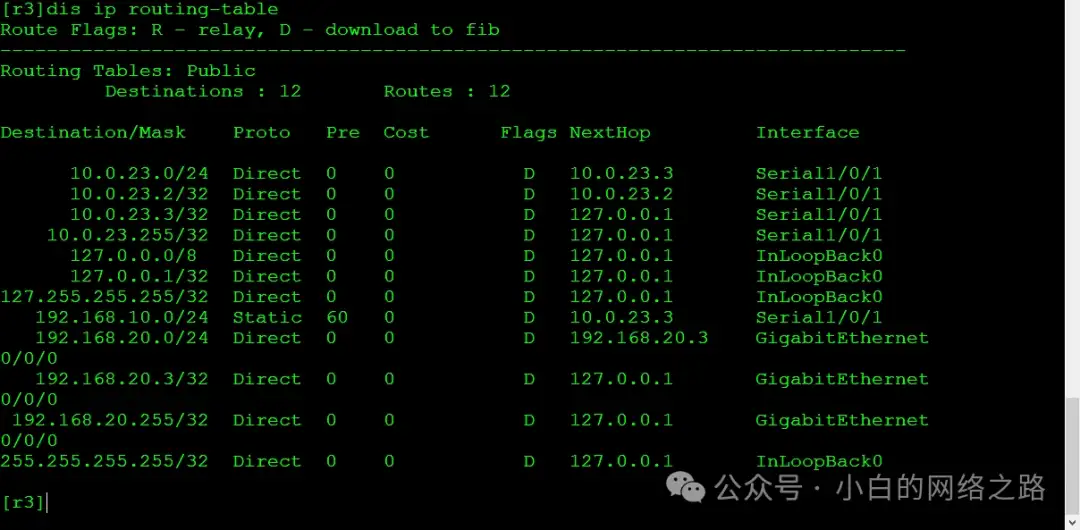 [r3]dis ip routing-table
Route Flags: R - relay, D - download to fib
------------------------------------------------------------------------------
Routing Tables: Public
         Destinations : 12       Routes : 12
Destination/Mask    Proto   Pre  Cost      Flags NextHop         Interface
      10.0.23.0/24  Direct  0    0           D   10.0.23.3       Serial1/0/1
      10.0.23.2/32  Direct  0    0           D   10.0.23.2       Serial1/0/1
      10.0.23.3/32  Direct  0    0           D   127.0.0.1       Serial1/0/1
    10.0.23.255/32  Direct  0    0           D   127.0.0.1       Serial1/0/1
      127.0.0.0/8   Direct  0    0           D   127.0.0.1       InLoopBack0
      127.0.0.1/32  Direct  0    0           D   127.0.0.1       InLoopBack0
127.255.255.255/32  Direct  0    0           D   127.0.0.1       InLoopBack0
   192.168.10.0/24  Static  60   0           D   10.0.23.3       Serial1/0/1
   192.168.20.0/24  Direct  0    0           D   192.168.20.3    GigabitEthernet
0/0/0
   192.168.20.3/32  Direct  0    0           D   127.0.0.1       GigabitEthernet
0/0/0
 192.168.20.255/32  Direct  0    0           D   127.0.0.1       GigabitEthernet
0/0/0
255.255.255.255/32  Direct  0    0           D   127.0.0.1       InLoopBack0
公众号 · 小白的网络之路
[r3]